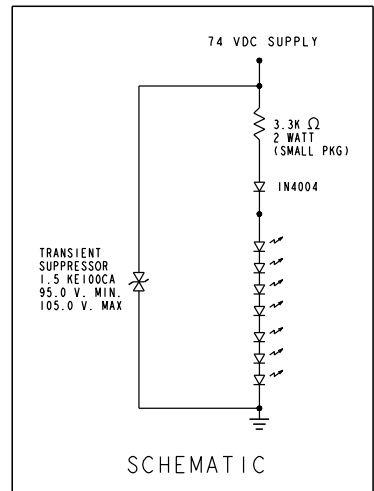 74 VDC SUPPLY
3.3K Ω
2 WATT
(SMALL PKG)
IN4004
TRANSIENT
SUPPRESSOR
1.5 KE100CA
95.0 V. MIN.
105.0 V. MAX
SCHEMATIC